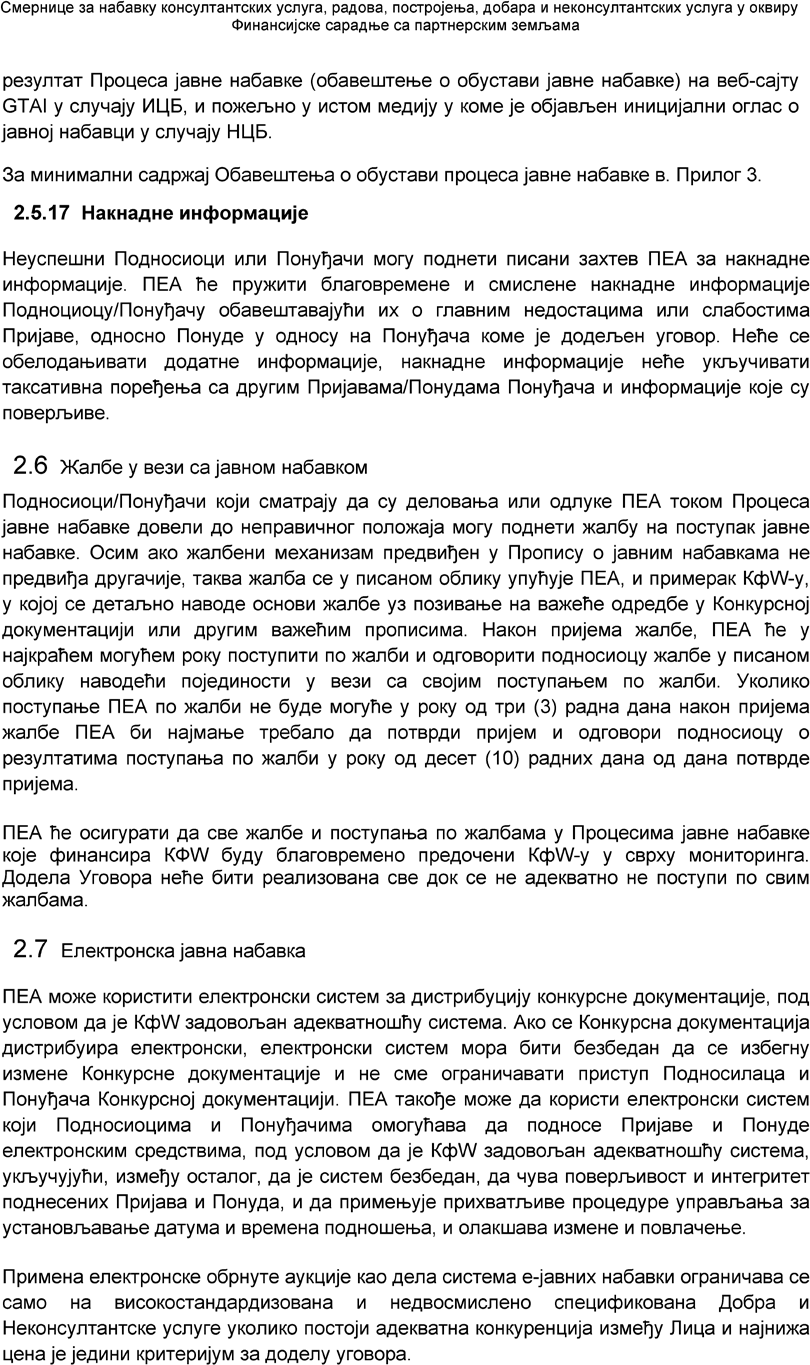 Смернице за набавку консултантских услуга, радова, постројења, добара и неконсултантских услуга у оквиру
Финансијске сарадње са партнерским земљама
резултат Процеса јавне набавке (обавештење о обустави јавне набавке) на веб-сајту
GTAI у случају ИЦБ, и пожељно у истом медију у коме је објављен иницијални оглас о
јавној набавци у случају НЦБ.
За минимални садржај Обавештења о обустави процеса јавне набавке в. Прилог 3.
2.5.17 Накнадне информације
Неуспешни Подносиоци или Понуђачи могу поднети писани захтев ПЕА за накнадне
информације. ПЕА ће пружити благовремене и смислене накнадне информације
Подноциоцу/Понуђачу обавештавајући их о главним недостацима или слабостима
Пријаве, односно Понуде у односу на Понуђача коме је додељен уговор. Неће се
обелодањивати додатне информације, накнадне информације неће укључивати
таксативна поређења са другим Пријавама/Понудама Понуђача и информације које су
поверљиве.
2.6 Жалбе у вези са јавном набавком
Подносиоци/Понуђачи који сматрају да су деловања или одлуке ПЕА током Процеса
јавне набавке довели до неправичног положаја могу поднети жалбу на поступак јавне
набавке. Осим ако жалбени механизам предвиђен у Пропису о јавним набавкама не
предвиђа другачије, таква жалба се у писаном облику упућује ПЕА, и примерак КфW-у,
у којој се детаљно наводе основи жалбе уз позивање на важеће одредбе у Конкурсној
документацији или другим важећим прописима. Након пријема жалбе, ПЕА ће у
најкраћем могућем року поступити по жалби и одговорити подносиоцу жалбе у писаном
облику наводећи појединости у вези са својим поступањем по жалби. Уколико
поступање ПЕА по жалби не буде могуће у року од три (3) радна дана након пријема
жалбе ПЕА би најмање требало да потврди пријем и одговори подносиоцу о
резултатима поступања по жалби у року од десет (10) радних дана од дана потврде
пријема.
ПЕА ће осигурати да све жалбе и поступања по жалбама у Процесима јавне набавке
које финансира КФW буду благовремено предочени КфW-у у сврху мониторинга.
Додела Уговора неће бити реализована све док се не адекватно не поступи по свим
жалбама.
2.7 Електронска јавна набавка
ПЕА може користити електронски систем за дистрибуцију конкурсне документације, под
условом да је КфW задовољан адекватношћу система. Ако се Конкурсна документација
дистрибуира електронски, електронски систем мора бити безбедан да се избегну
измене Конкурсне документације и не сме ограничавати приступ Подносилаца и
Понуђача Конкурсној документацији. ПЕА такође може да користи електронски систем
који Подносиоцима и Понуђачима омогућава да подносе Пријаве и Понуде
електронским средствима, под условом да је КфW задовољан адекватношћу система,
укључујући, између осталог, да је систем безбедан, да чува поверљивост и интегритет
поднесених Пријава и Понуда, и да примењује прихватљиве процедуре управљања за
установљавање датума и времена подношења, и олакшава измене и повлачење.
Примена електронске обрнуте аукције као дела система е-јавних набавки ограничава се
само на високостандардизована и недвосмислено спецификована Добра и
Неконсултантске услуге уколико постоји адекватна конкуренција између Лица и најнижа
цена је једини критеријум за доделу уговора.